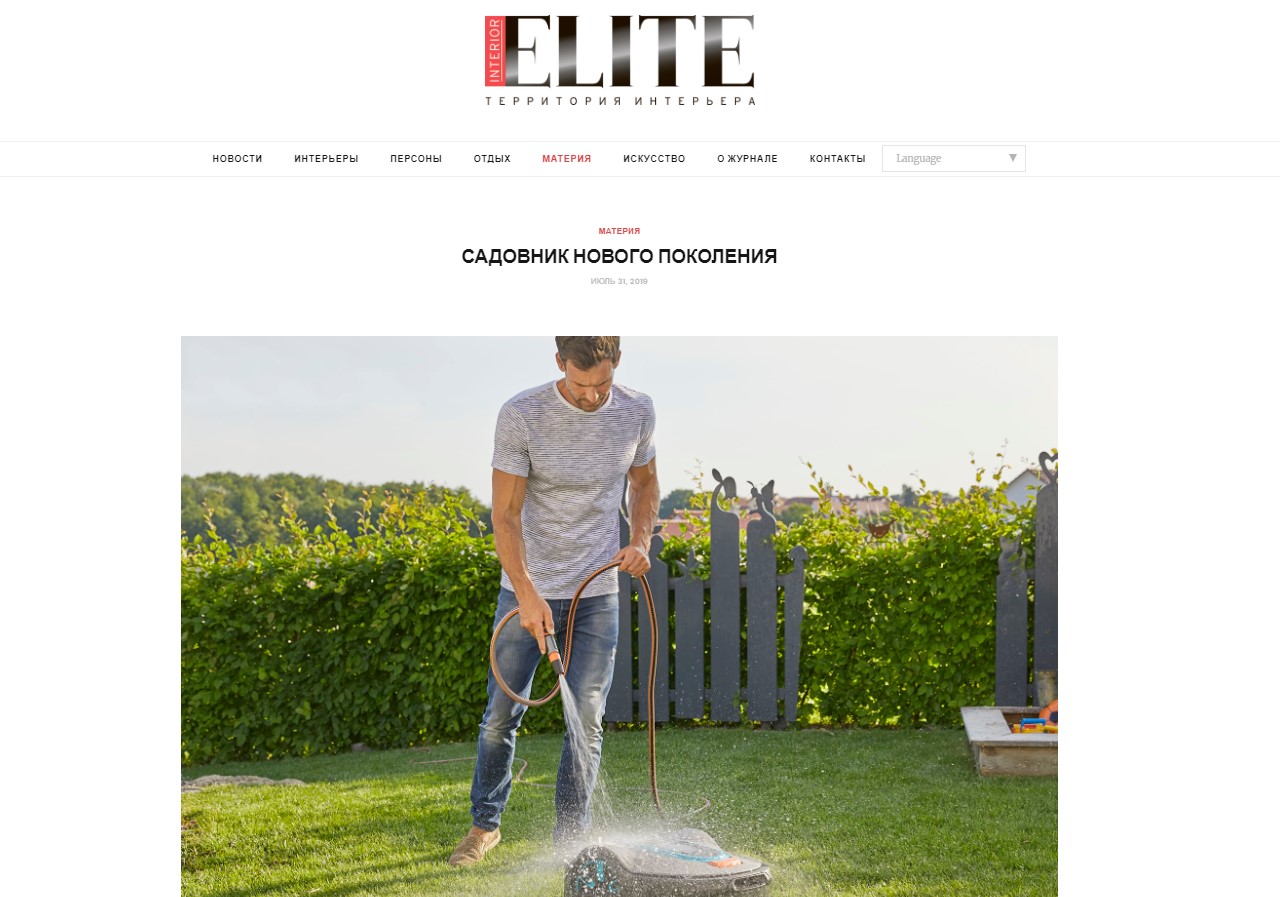 INTERIOR
ELITE
ТЕРРИТОРИЯ ИНТЕРЬЕРА
НОВОСТИ ИНТЕРЬЕРЫ ПЕРСОНЫ ОТДЫХ МАТЕРИЯ ИСКУССТВО О ЖУРНАЛЕ КОНТАКТЫ Language
МАТЕРИЯ
САДОВНИК НОВОГО ПОКОЛЕНИЯ
ИЮЛЬ 31, 2019